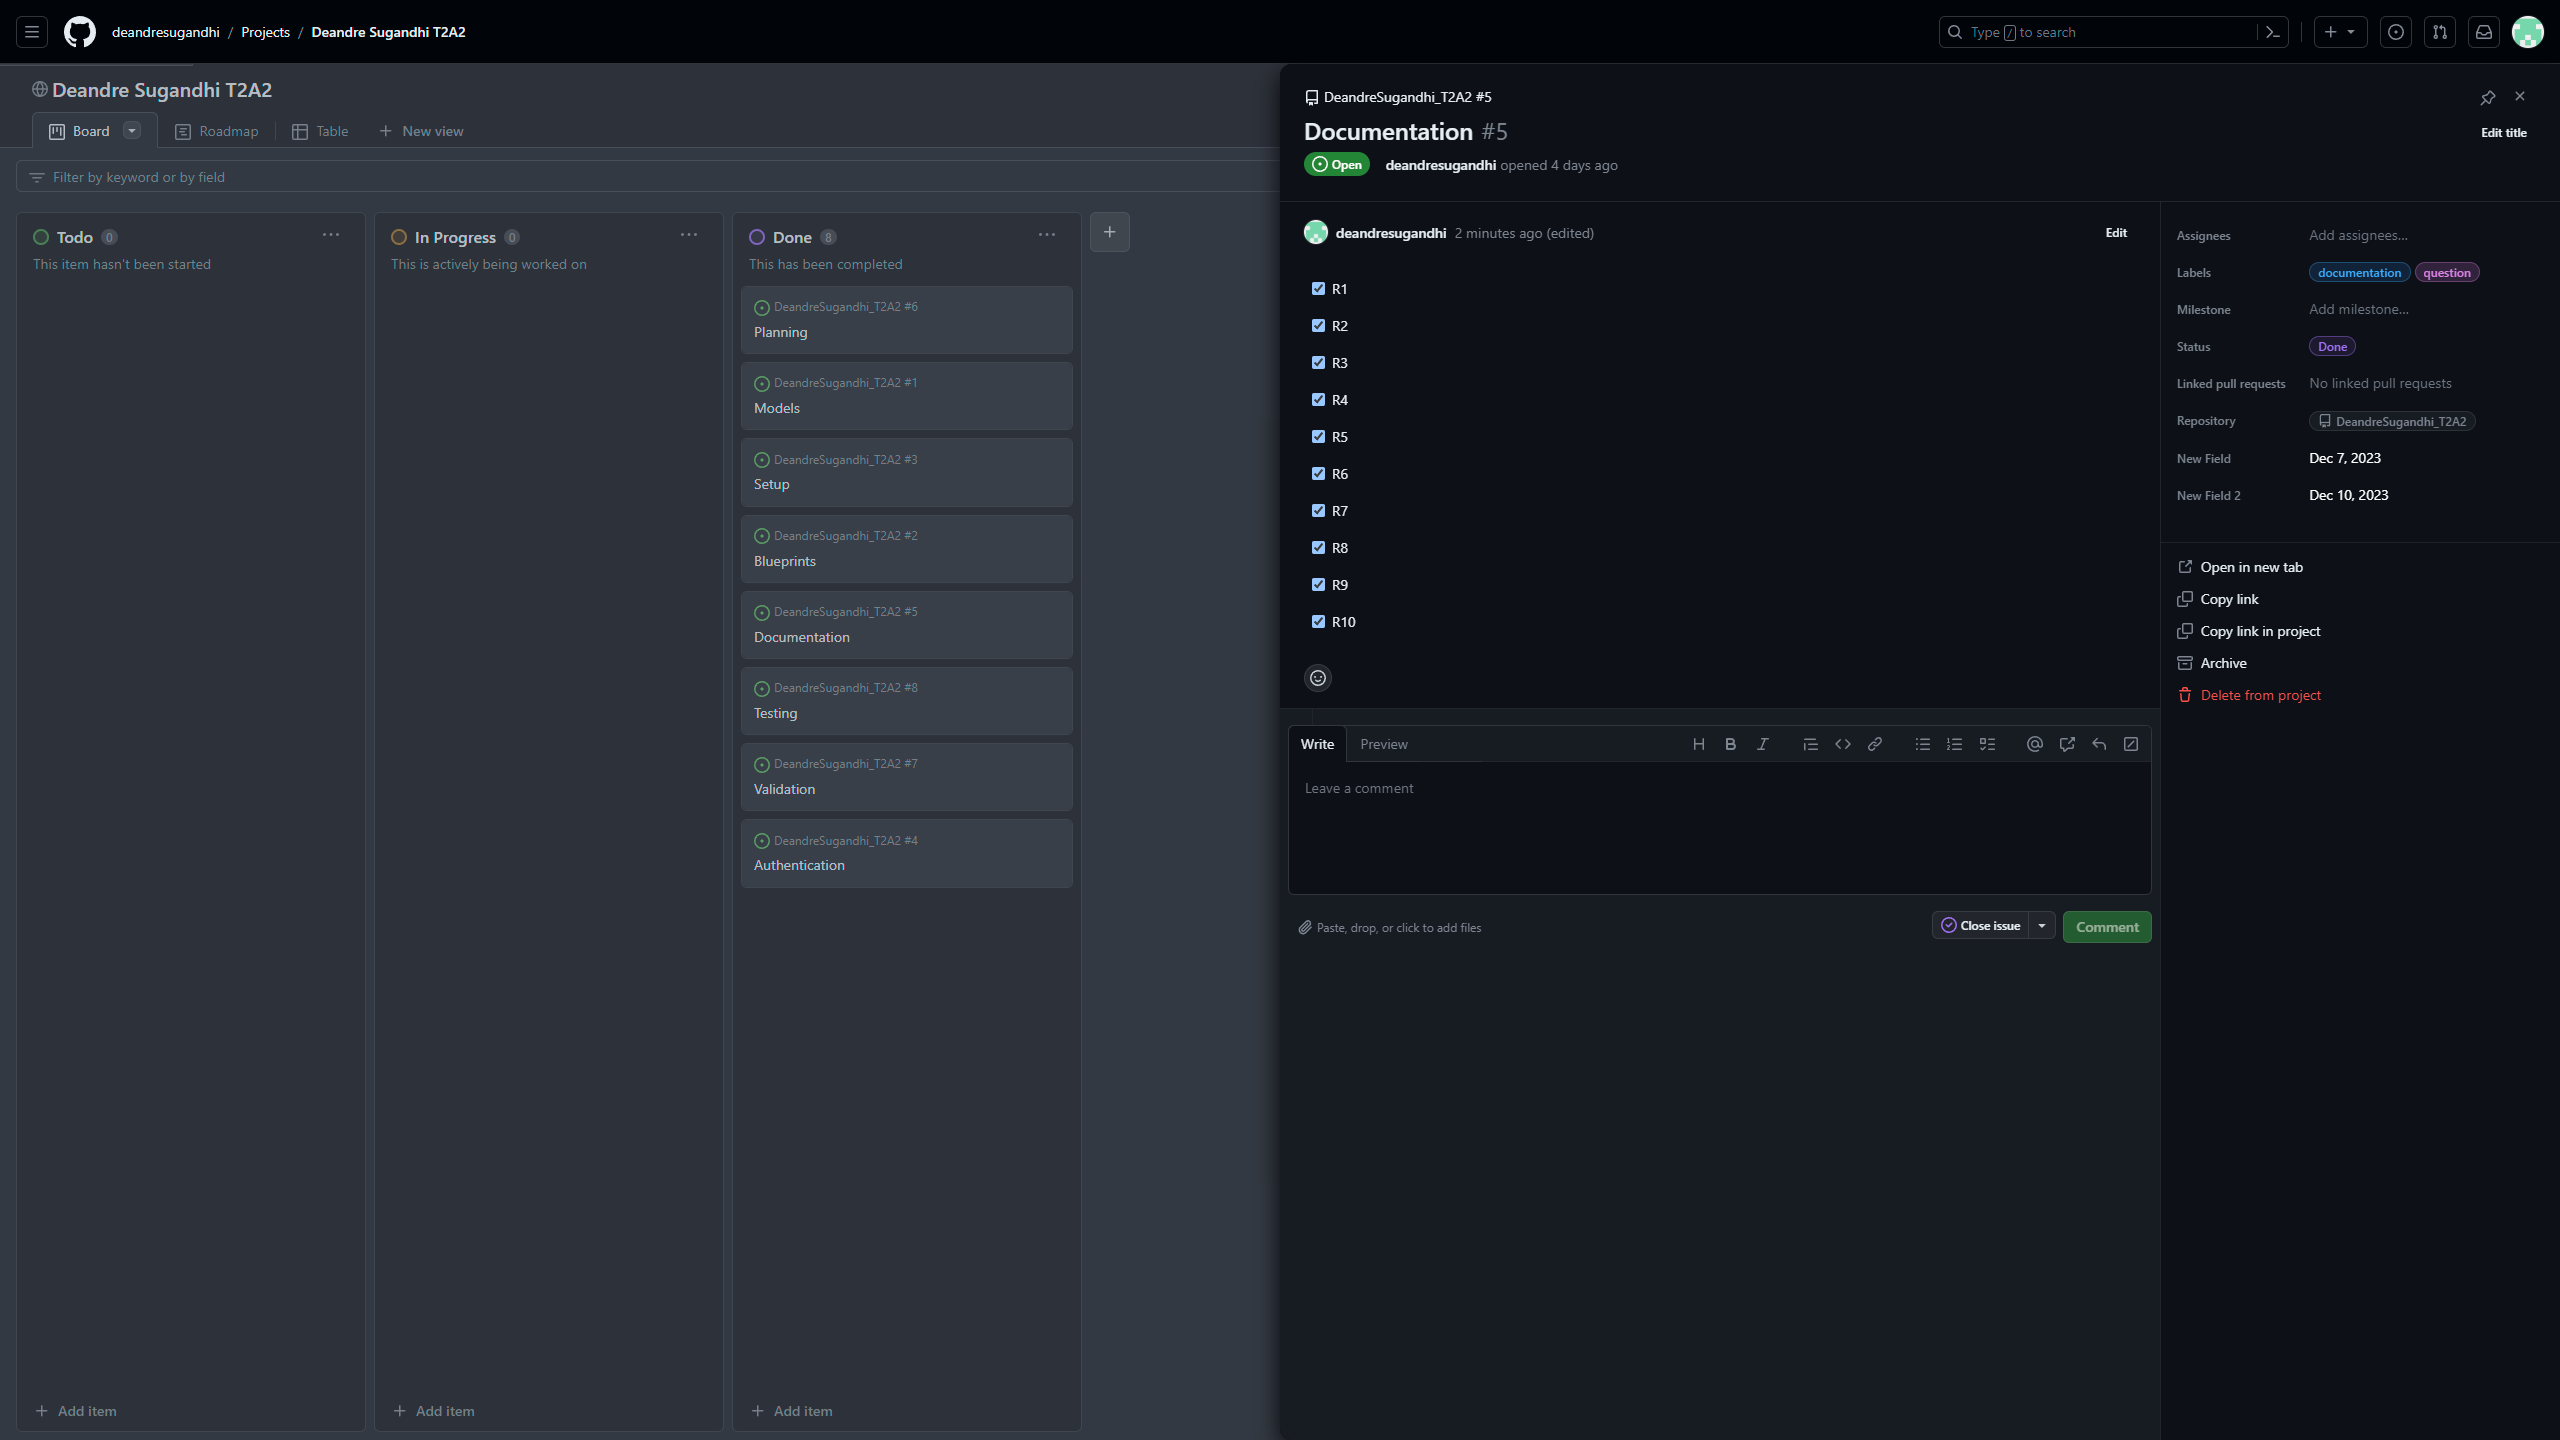 deandresugandhi / Projects / Deandre Sugandhi T2A2
Type / to search
Deandre Sugandhi T2A2
Board
Roadmap
Table
New view
Filter by keyword or by field
Todo 0
This item hasn't been started
Add item
In Progress 0
This is actively being worked on
Add item
Done 8
This has been completed
DeandreSugandhi_T2A2 #6
Planning
DeandreSugandhi_T2A2 #1
Models
DeandreSugandhi_T2A2 #3
Setup
DeandreSugandhi_T2A2 #2
Blueprints
DeandreSugandhi_T2A2 #5
Documentation
DeandreSugandhi_T2A2 #8
Testing
DeandreSugandhi_T2A2 #7
Validation
DeandreSugandhi_T2A2 #4
Authentication
Add item
DeandreSugandhi_T2A2 #5
Documentation #5
Edit title
Open
deandresugandhi opened 4 days ago
deandresugandhi 2 minutes ago (edited)
Edit
R1
R2
R3
R4
R5
R6
R7
R8
R9
R10
Write
Preview
Leave a comment
Paste, drop, or click to add files
Close issue
Comment
Assignees Add assignees...
Labels documentation question
Milestone Add milestone...
Status Done
Linked pull requests No linked pull requests
Repository DeandreSugandhi_T2A2
New Field Dec 7, 2023
New Field 2 Dec 10, 2023
Open in new tab
Copy link
Copy link in project
Archive
Delete from project